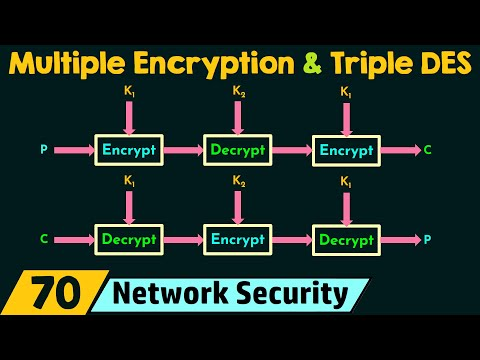 Multiple Encryption & Triple DES
K₁ K₂ K₁
P Encrypt Decrypt Encrypt C
K₁ K₂ K₁
C Decrypt Encrypt Decrypt P
70 Network Security